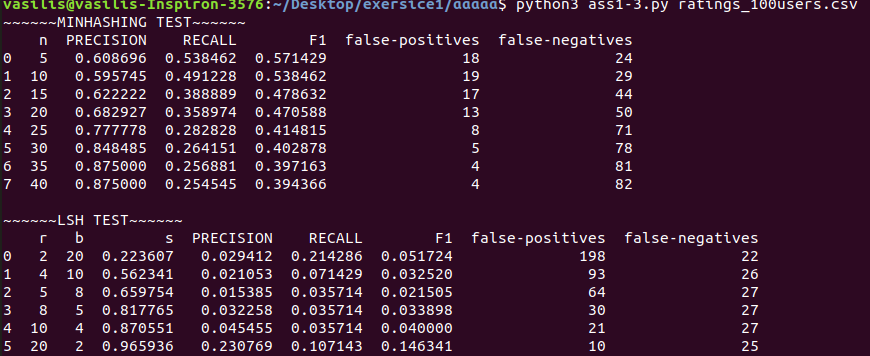 vasilis@vasilis-Inspiron-3576:~/Desktop/exersice1/aaaaa$ python3 ass1-3.py ratings_100users.csv
~~~~~~MINHASHING TEST~~~~~~
n PRECISION RECALL F1 false-positives false-negatives
0 5 0.608696 0.538462 0.571429 18 24
1 10 0.595745 0.491228 0.538462 19 29
2 15 0.622222 0.388889 0.478632 17 44
3 20 0.682927 0.358974 0.470588 13 50
4 25 0.777778 0.282828 0.414815 8 71
5 30 0.848485 0.264151 0.402878 5 78
6 35 0.875000 0.256881 0.397163 4 81
7 40 0.875000 0.254545 0.394366 4 82
~~~~~~LSH TEST~~~~~~
r b s PRECISION RECALL F1 false-positives false-negatives
0 2 20 0.223607 0.029412 0.214286 0.051724 198 22
1 4 10 0.562341 0.021053 0.071429 0.032520 93 26
2 5 8 0.659754 0.015385 0.035714 0.021505 64 27
3 8 5 0.817765 0.032258 0.035714 0.033898 30 27
4 10 4 0.870551 0.045455 0.035714 0.040000 21 27
5 20 2 0.965936 0.230769 0.107143 0.146341 10 25